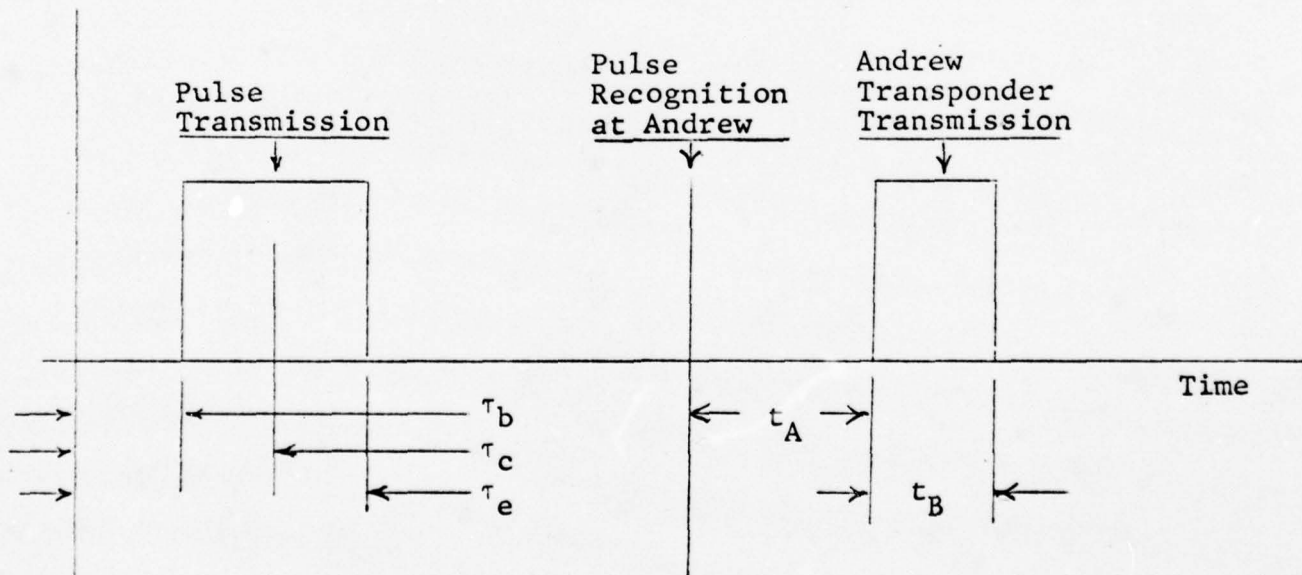 Pulse
Transmission
Pulse
Recognition
at Andrew
Andrew
Transponder
Transmission
Time
τb
τc
τe
tA
tB